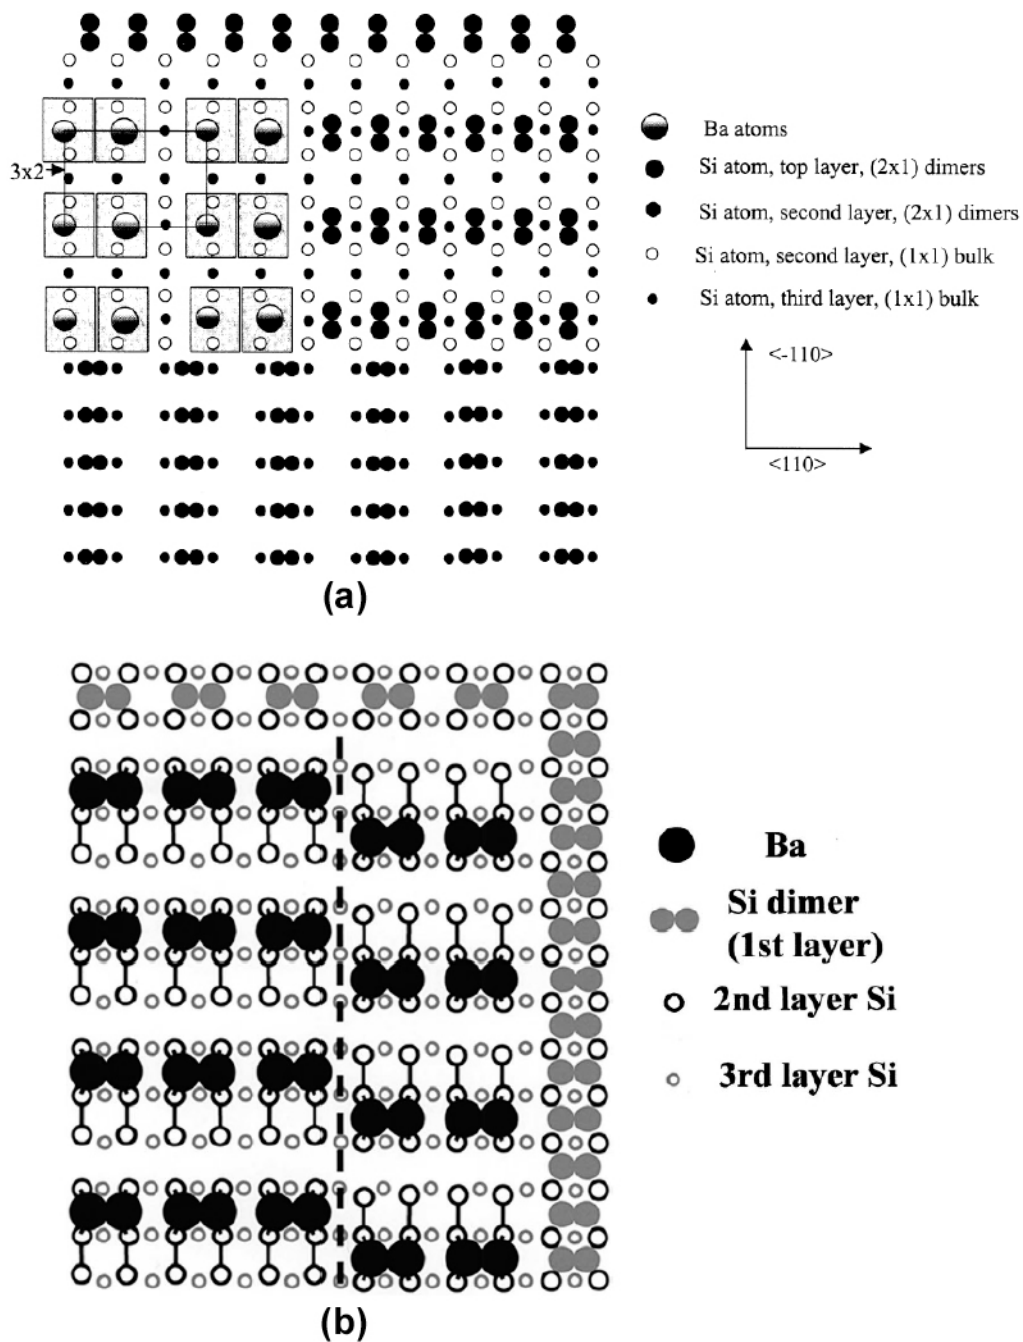 3x2
Ba atoms
Si atom, top layer, (2x1) dimers
Si atom, second layer, (2x1) dimers
Si atom, second layer, (1x1) bulk
Si atom, third layer, (1x1) bulk
<-110>
<110>
(a)
Ba
Si dimer
(1st layer)
2nd layer Si
3rd layer Si
(b)